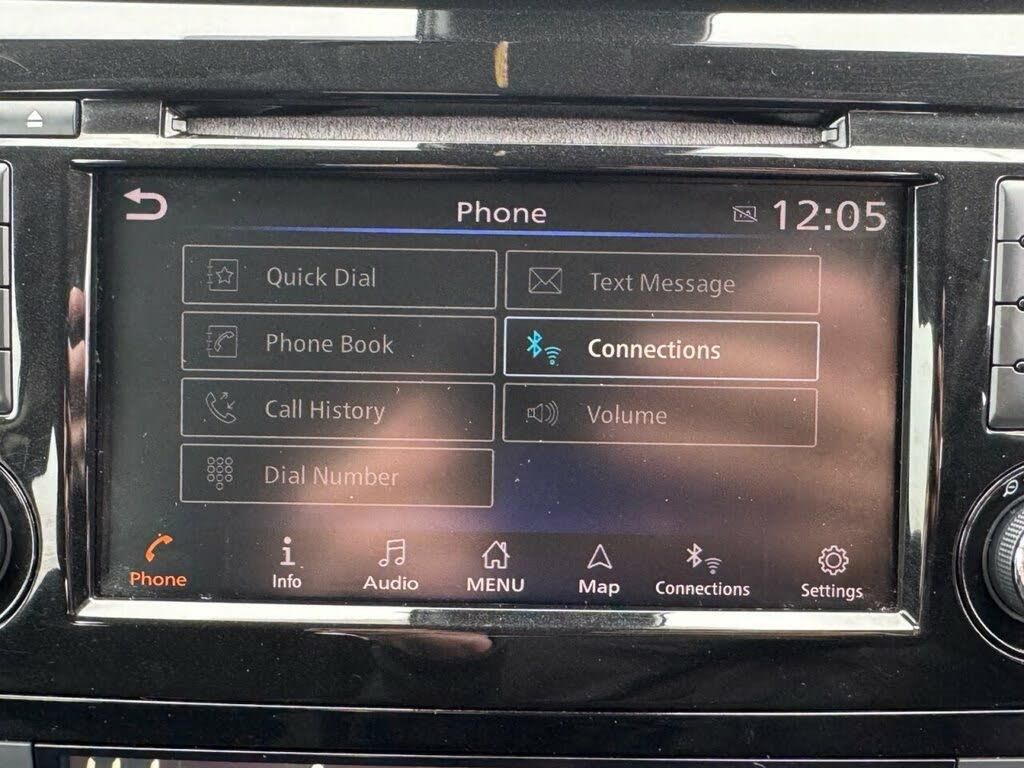 Phone
12:05
Quick Dial
Text Message
Phone Book
Connections
Call History
Volume
Dial Number
Phone
Info
Audio
MENU
Map
Connections
Settings